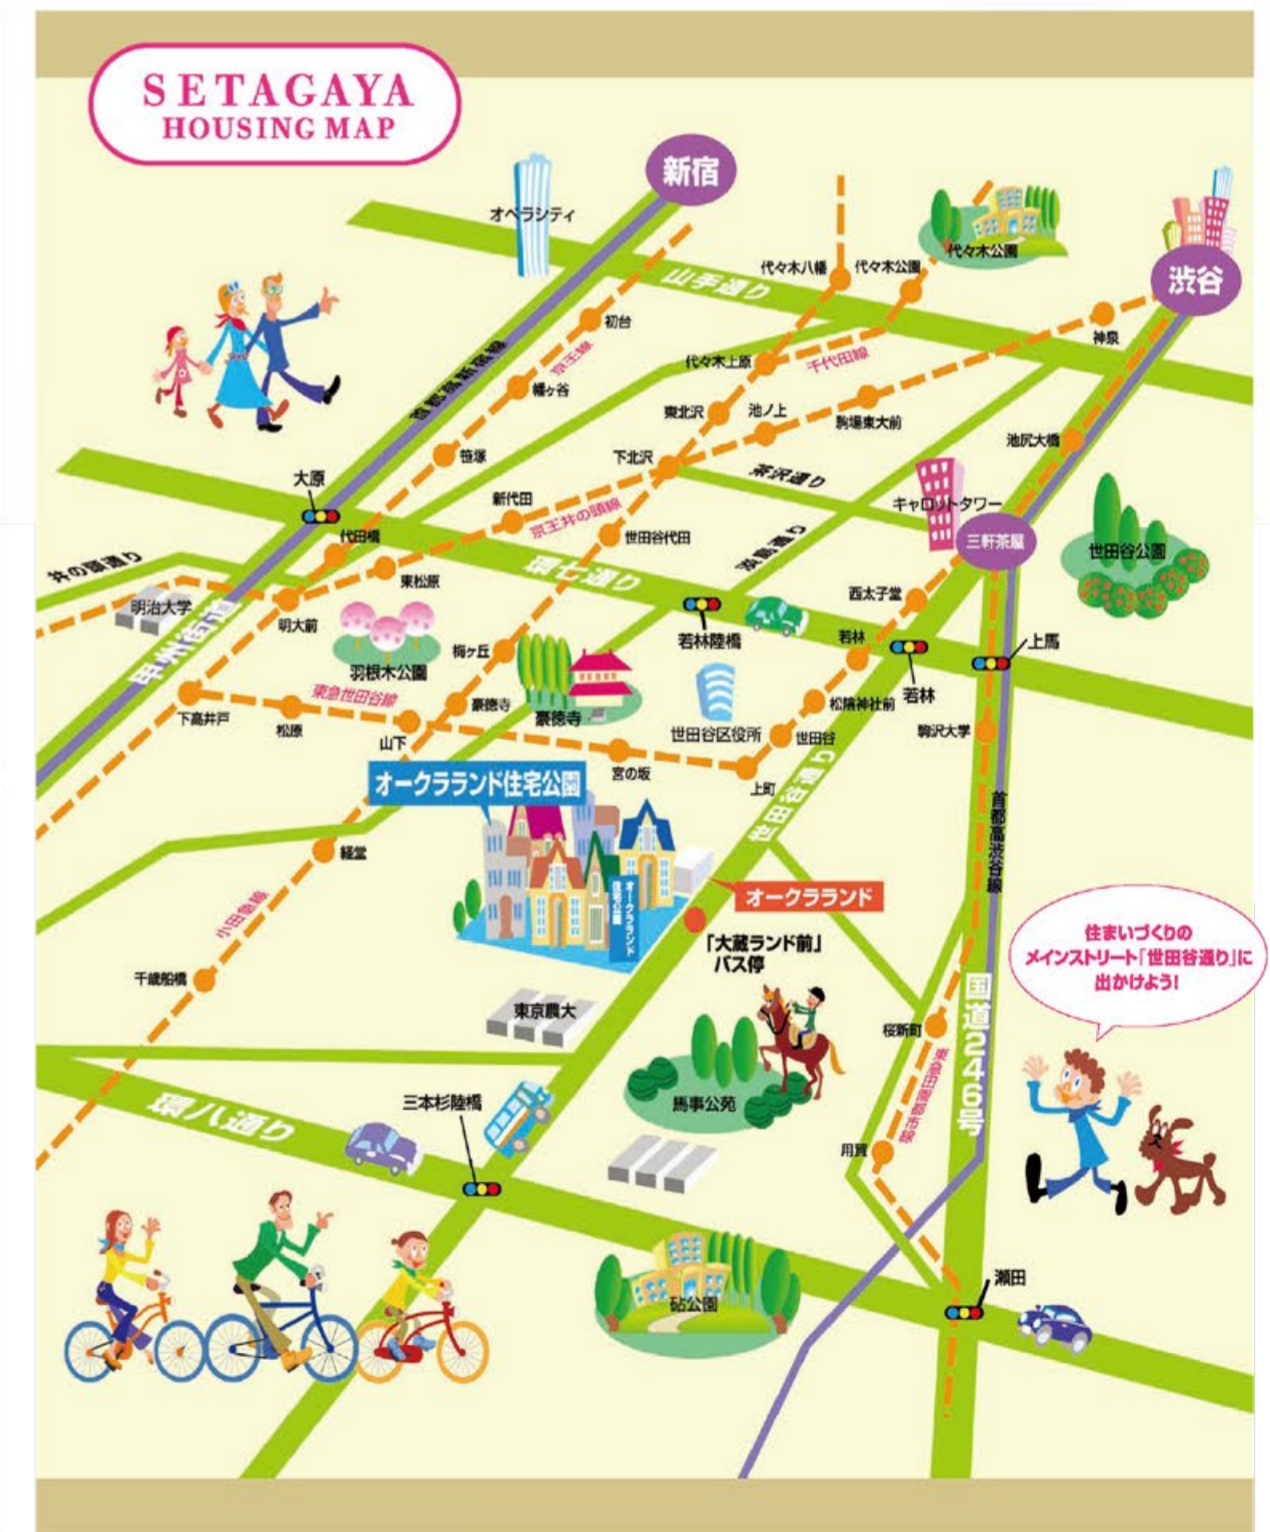 SETAGAYA
HOUSING MAP
新宿
オペラシティ
代々木八幡
代々木公園
代々木公園
渋谷
山手通り
初台
京王線
神泉
代々木上原
千代田線
首都高新宿線
幡ヶ谷
東北沢
池ノ上
駒場東大前
池尻大橋
笹塚
下北沢
茶沢通り
大原
新代田
京王井の頭線
キャロットタワー
代田橋
世田谷代田
三軒茶屋
世田谷公園
井の頭通り
東松原
環七通り
淡島通り
明治大学
明大前
西太子堂
甲州街道
羽根木公園
梅ヶ丘
若林陸橋
若林
上馬
下高井戸
東急世田谷線
松原
豪徳寺
豪徳寺
世田谷区役所
松陰神社前
若林
駒沢大学
山下
世田谷
宮の坂
上町
オークラランド住宅公園
世田谷通り
首都高渋谷線
経堂
オークラランド
住宅公園
オークラランド
小田急線
「大蔵ランド前」
バス停
住まいづくりの
メインストリート「世田谷通り」に
出かけよう!
千歳船橋
東京農大
国道246号
桜新町
東急田園都市線
環八通り
三本杉陸橋
馬事公苑
用賀
瀬田
砧公園